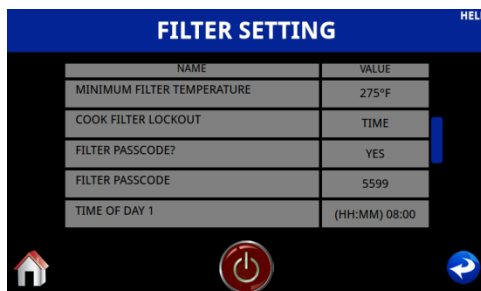 HELP
FILTER SETTING
NAME VALUE
MINIMUM FILTER TEMPERATURE 275°F
COOK FILTER LOCKOUT TIME
FILTER PASSCODE? YES
FILTER PASSCODE 5599
TIME OF DAY 1 (HH:MM) 08:00